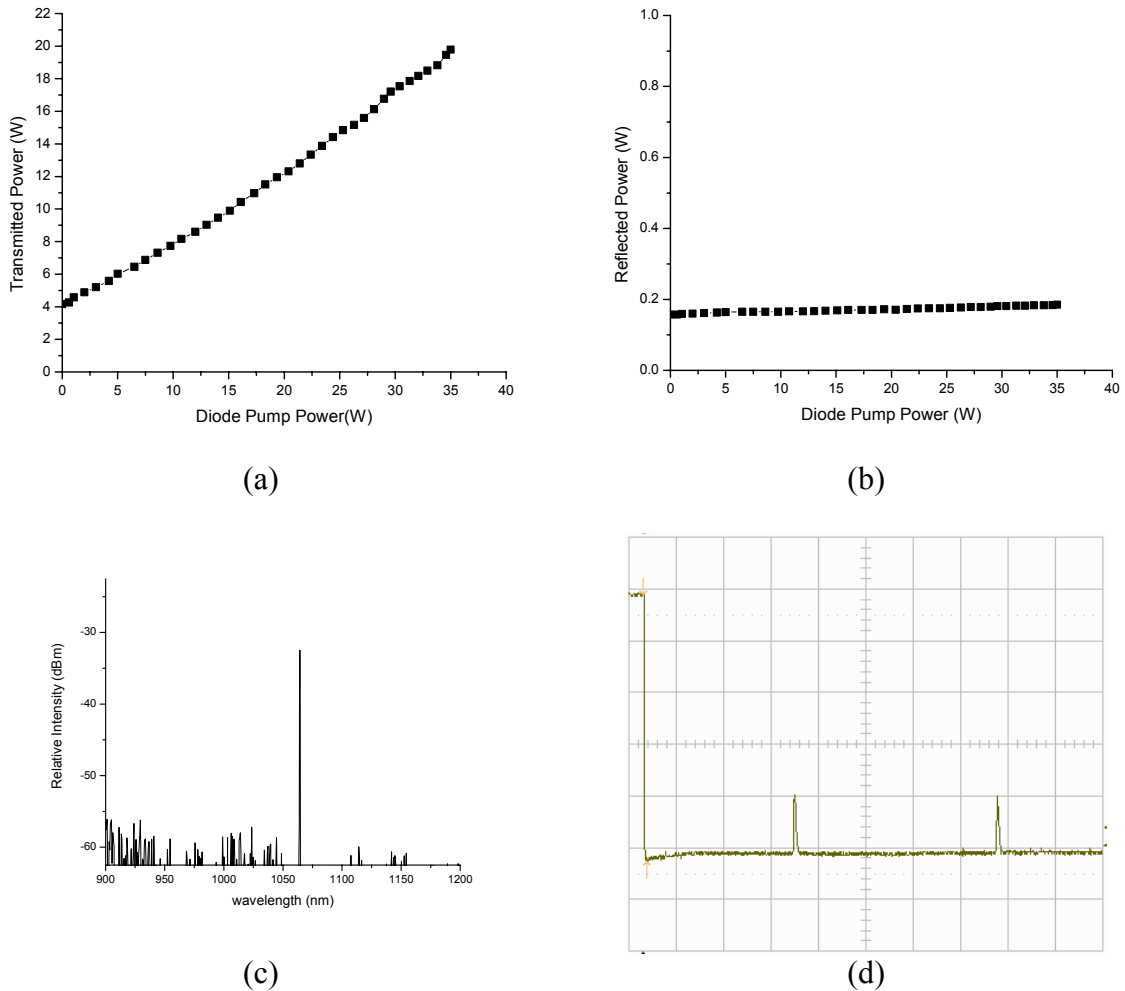 22
20
18
16
14
12
10
8
6
4
2
0
Transmitted Power (W)
0 5 10 15 20 25 30 35 40
Diode Pump Power(W)
(a)
1.0
0.8
0.6
0.4
0.2
0.0
Reflected Power (W)
0 5 10 15 20 25 30 35 40
Diode Pump Power (W)
(b)
-30
-40
-50
-60
Relative Intensity (dBm)
900 950 1000 1050 1100 1150 1200
wavelength (nm)
(c)
(d)